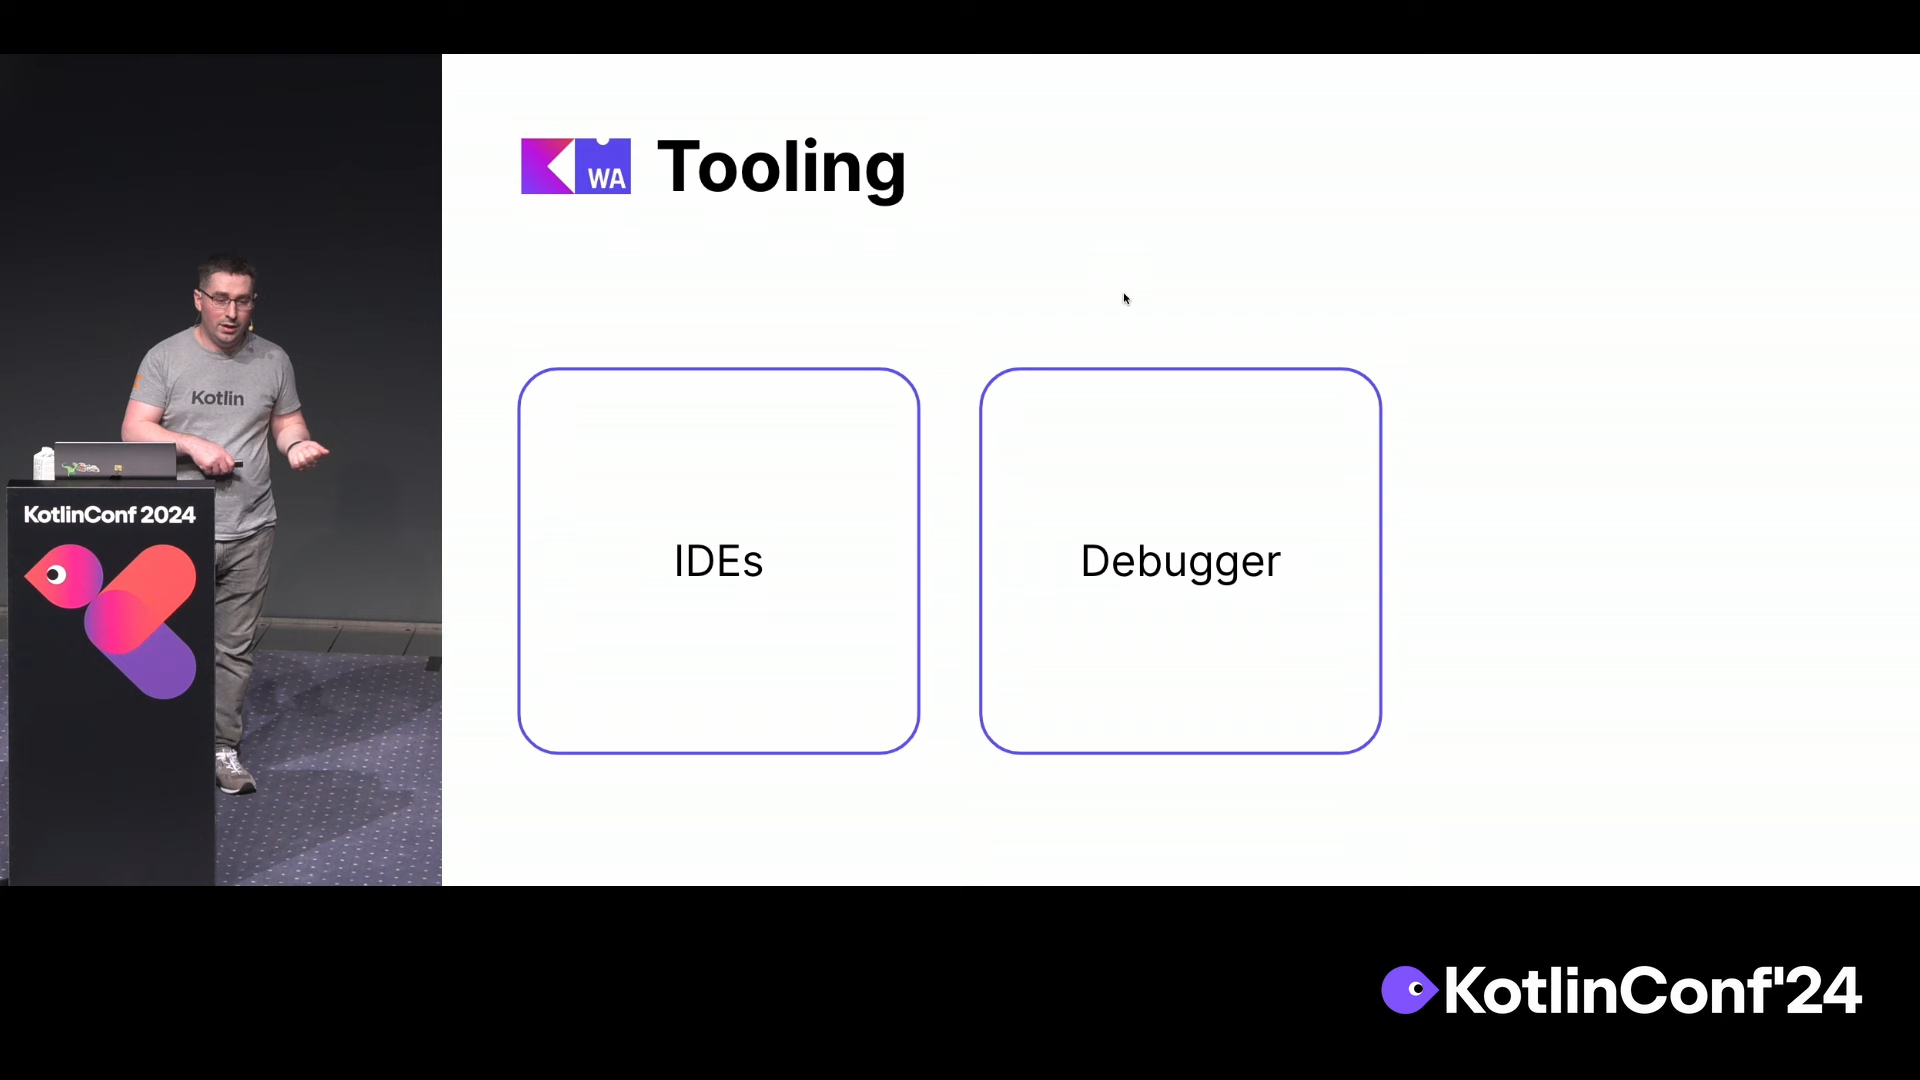 WA Tooling
IDEs
Debugger
Kotlin
KotlinConf 2024
KotlinConf'24